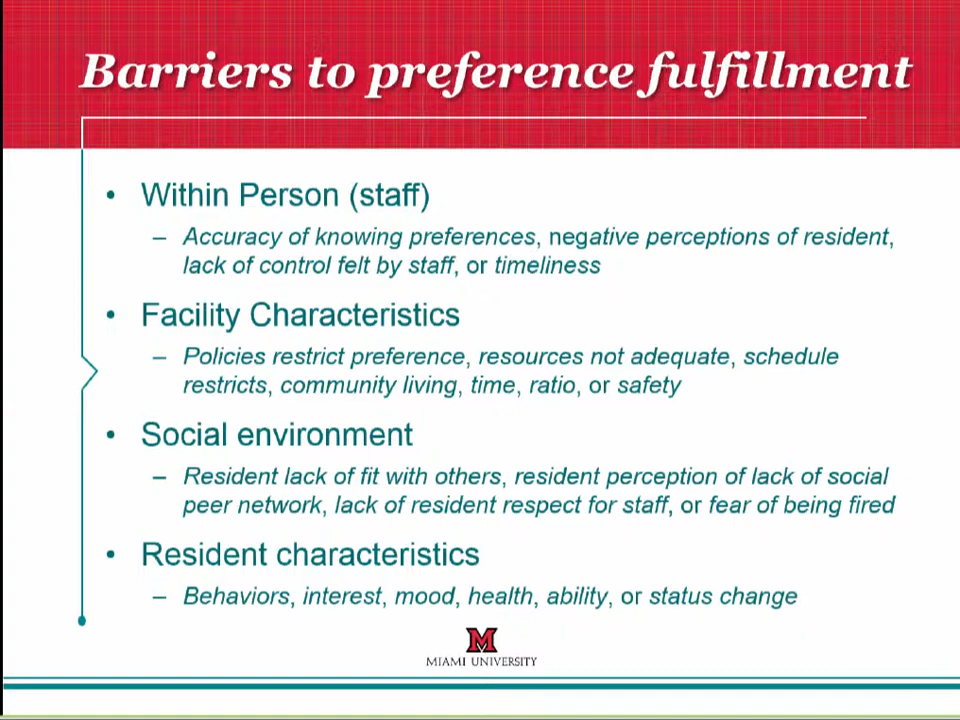 Barriers to preference fulfillment
• Within Person (staff)
– Accuracy of knowing preferences, negative perceptions of resident,
lack of control felt by staff, or timeliness
• Facility Characteristics
– Policies restrict preference, resources not adequate, schedule
restricts, community living, time, ratio, or safety
• Social environment
– Resident lack of fit with others, resident perception of lack of social
peer network, lack of resident respect for staff, or fear of being fired
• Resident characteristics
– Behaviors, interest, mood, health, ability, or status change
M
MIAMI UNIVERSITY